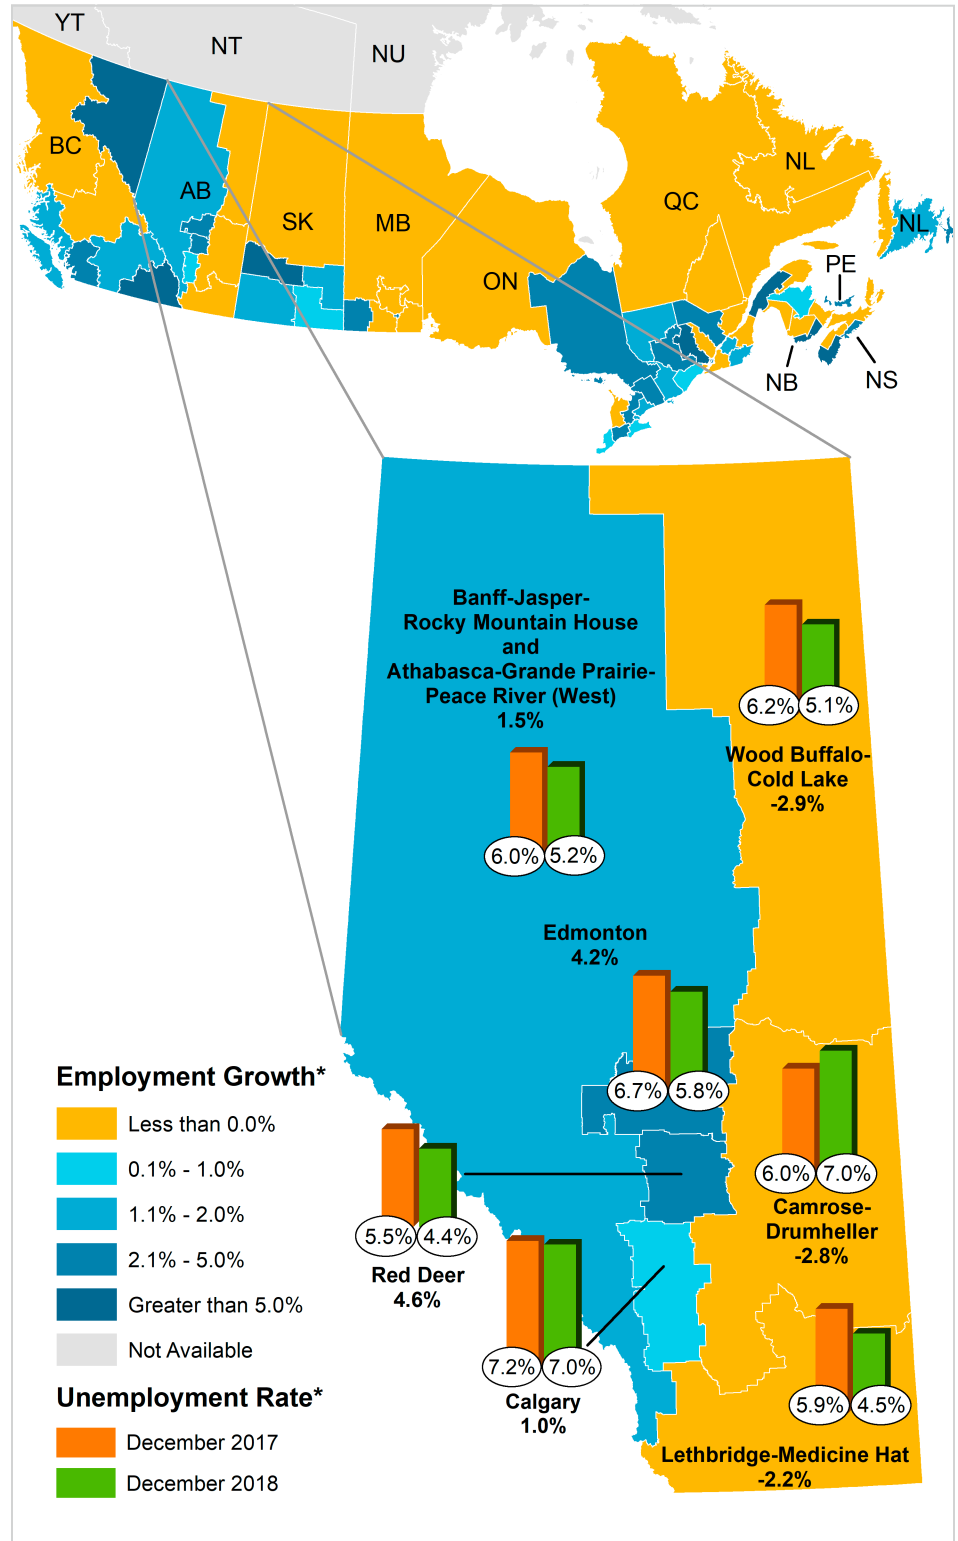 YT
NT
NU
BC
AB
SK
MB
ON
QC
NL
NL
PE
NB
NS
Banff-Jasper-
Rocky Mountain House
and
Athabasca-Grande Prairie-
Peace River (West)
1.5%
6.0% 5.2%
6.2% 5.1%
Wood Buffalo-
Cold Lake
-2.9%
Edmonton
4.2%
6.7% 5.8%
6.0% 7.0%
Camrose-
Drumheller
-2.8%
5.5% 4.4%
Red Deer
4.6%
7.2% 7.0%
Calgary
1.0%
5.9% 4.5%
Lethbridge-Medicine Hat
-2.2%
Employment Growth*
Less than 0.0%
0.1% - 1.0%
1.1% - 2.0%
2.1% - 5.0%
Greater than 5.0%
Not Available
Unemployment Rate*
December 2017
December 2018